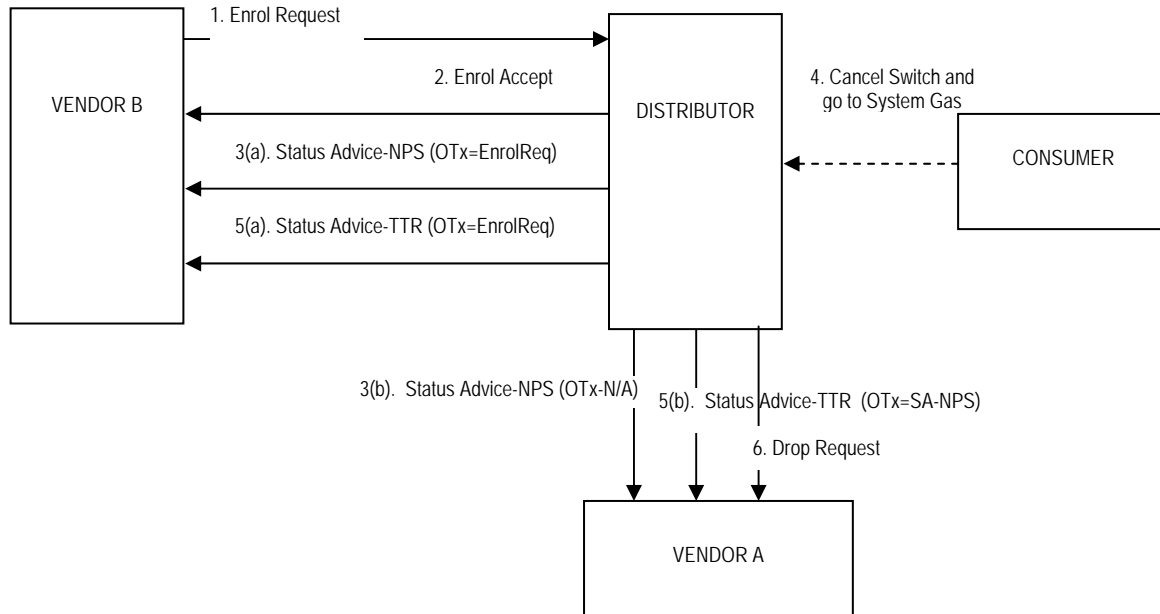 1. Enrol Request
2. Enrol Accept
4. Cancel Switch and
go to System Gas
VENDOR B
DISTRIBUTOR
3(a). Status Advice-NPS (OTx=EnrolReq)
CONSUMER
5(a). Status Advice-TTR (OTx=EnrolReq)
3(b). Status Advice-NPS (OTx-N/A)
5(b). Status Advice-TTR (OTx=SA-NPS)
6. Drop Request
VENDOR A